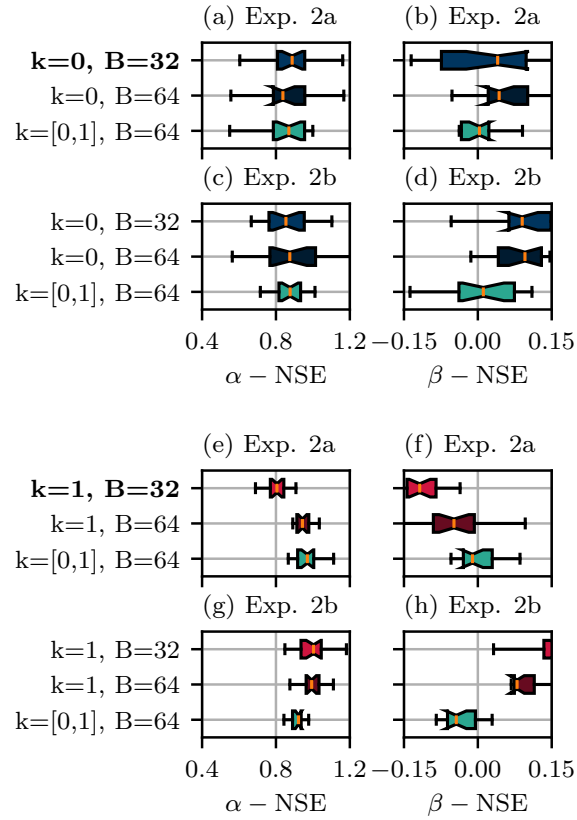 (a) Exp. 2a (b) Exp. 2a
k=0, B=32
k=0, B=64
k=[0,1], B=64
(c) Exp. 2b (d) Exp. 2b
k=0, B=32
k=0, B=64
k=[0,1], B=64
0.4 0.8 1.2 −0.15 0.00 0.15
α − NSE β − NSE
(e) Exp. 2a (f) Exp. 2a
k=1, B=32
k=1, B=64
k=[0,1], B=64
(g) Exp. 2b (h) Exp. 2b
k=1, B=32
k=1, B=64
k=[0,1], B=64
0.4 0.8 1.2 −0.15 0.00 0.15
α − NSE β − NSE